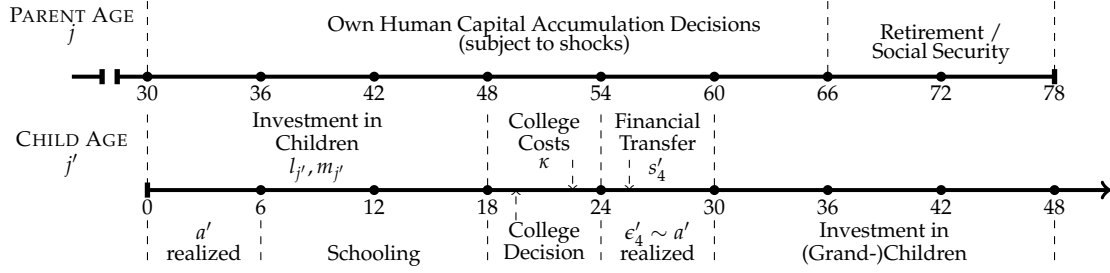 PARENT AGE
j
Own Human Capital Accumulation Decisions
(subject to shocks)
Retirement /
Social Security
30 36 42 48 54 60 66 72 78
CHILD AGE
j′
Investment in
Children
l_{j′}, m_{j′}
College
Costs
κ
Financial
Transfer
s′_4
0 6 12 18 24 30 36 42 48
a′
realized
Schooling
College
Decision
ϵ′_4 ∼ a′
realized
Investment in
(Grand-)Children